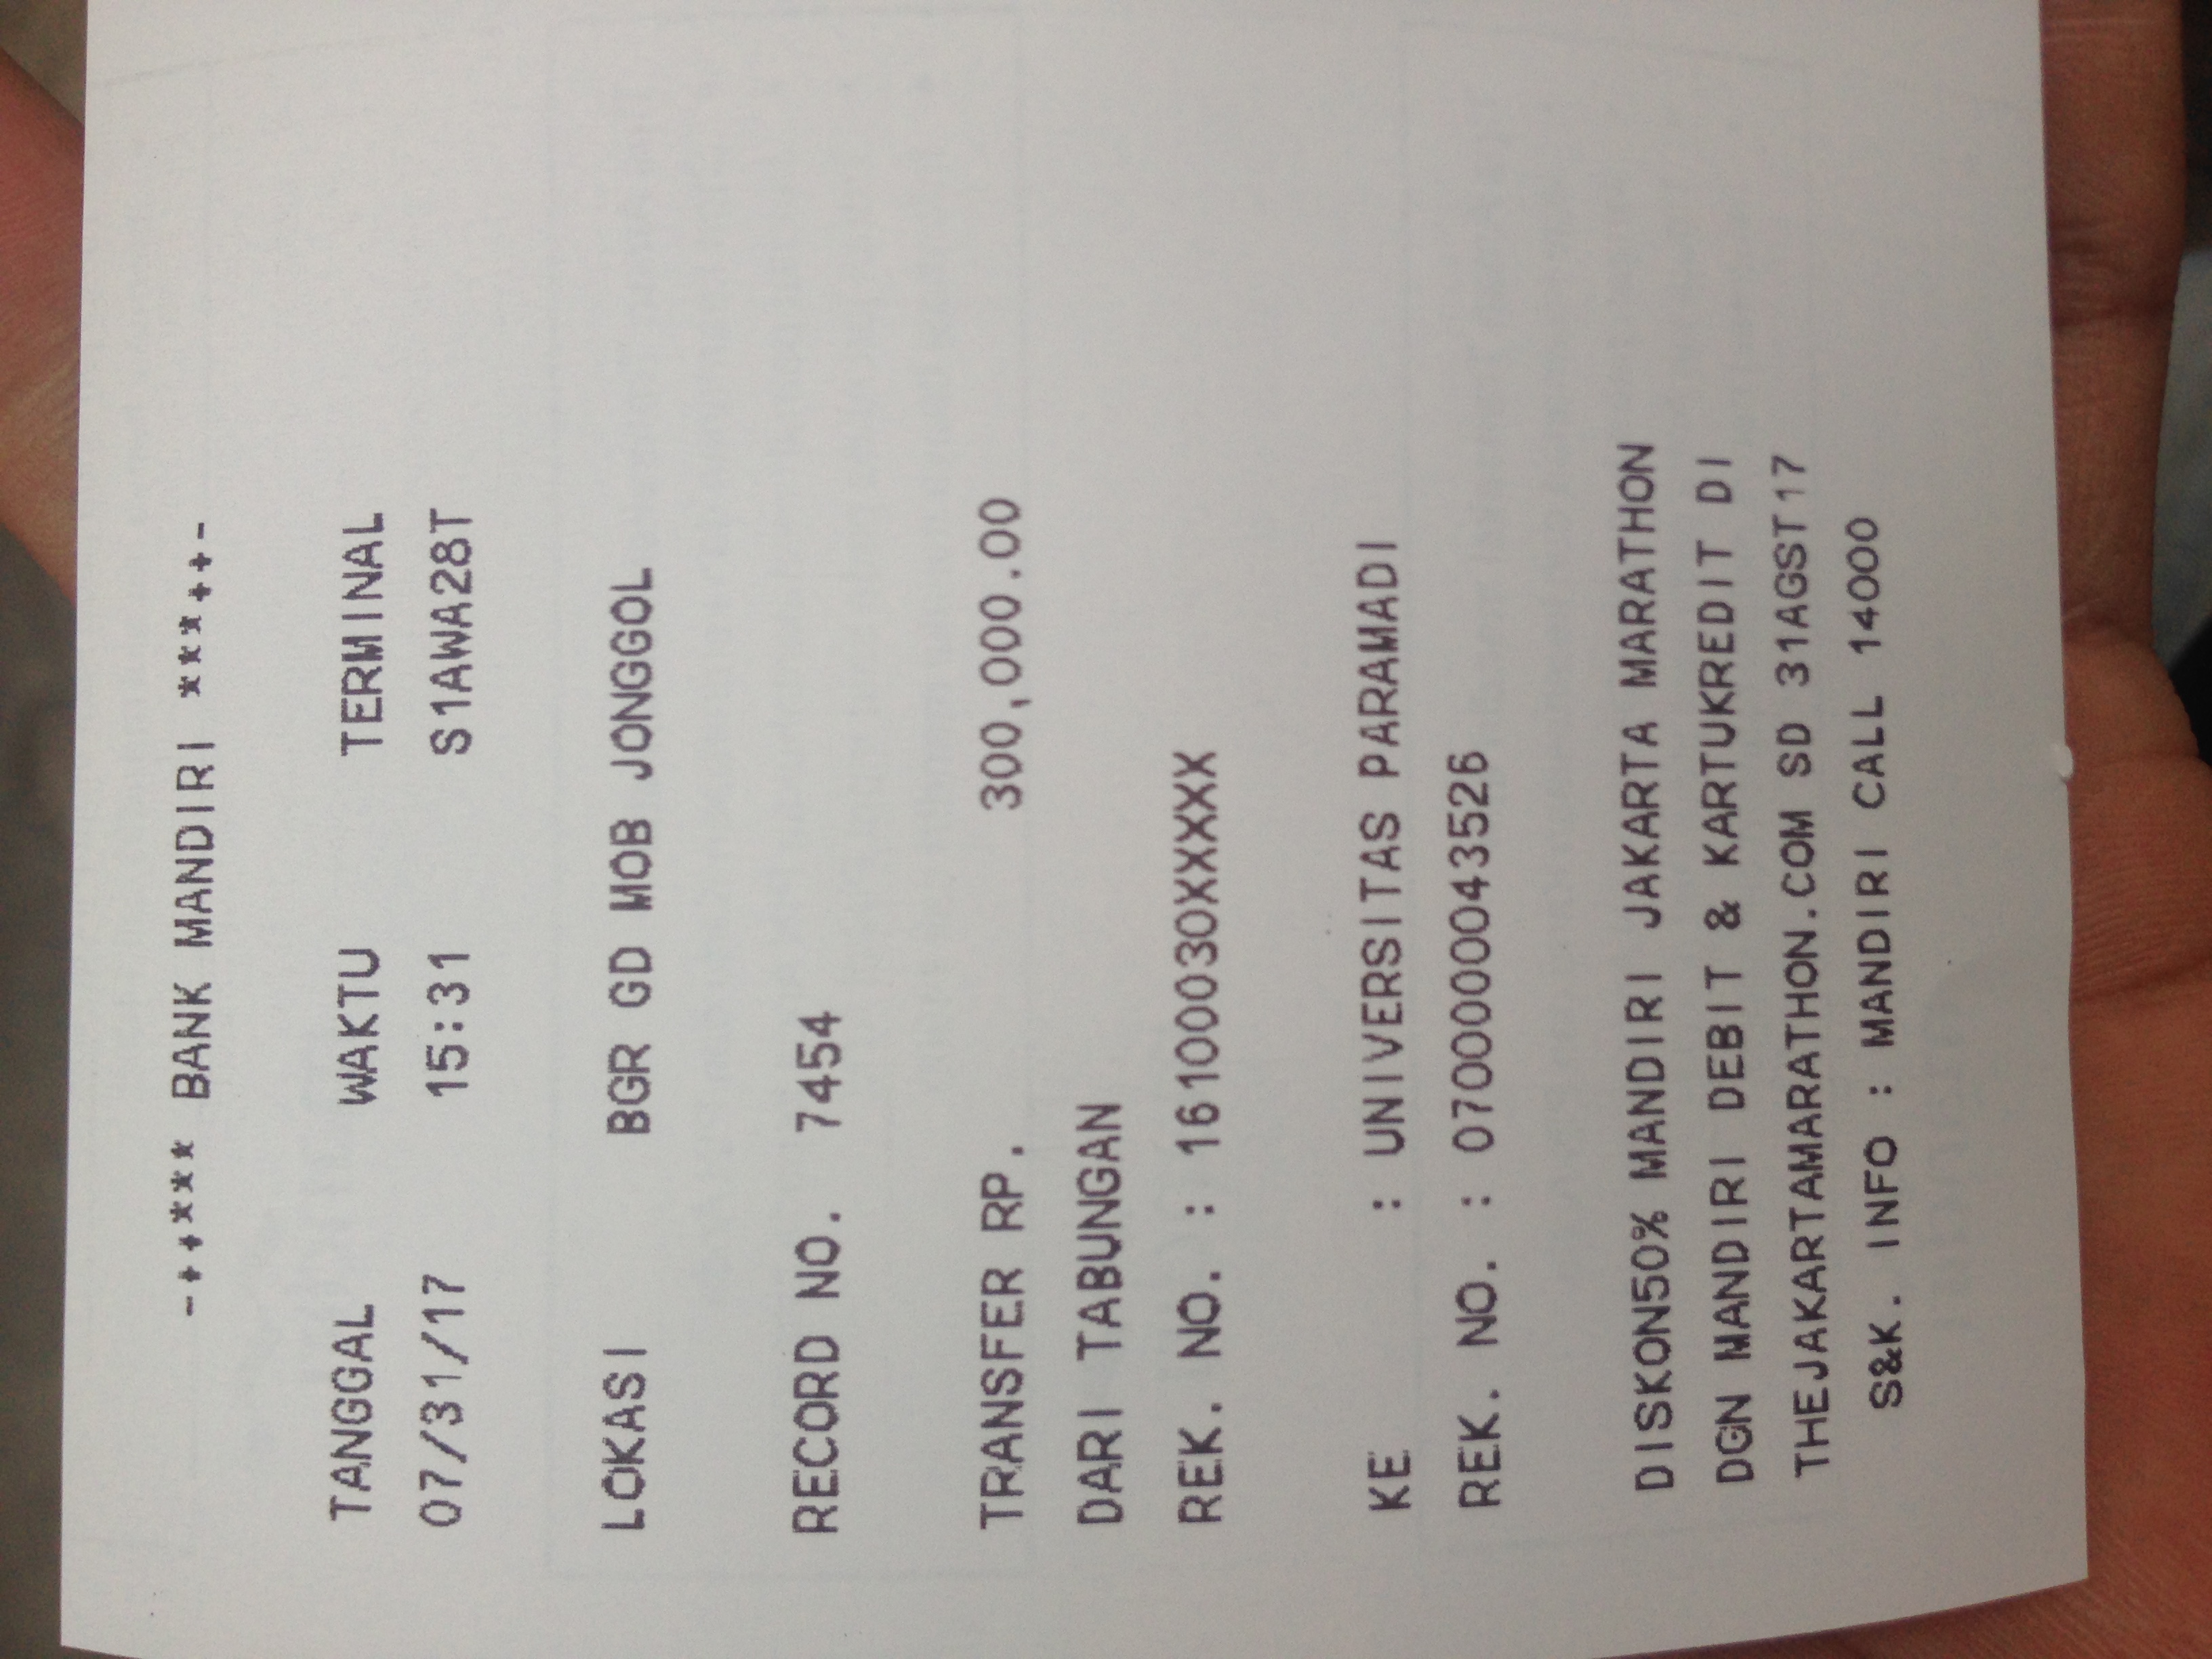 -++*** BANK MANDIRI ***++-
TANGGAL WAKTU TERMINAL
07/31/17 15:31 S1AWA28T
LOKASI BGR GD MOB JONGGOL
RECORD NO. 7454
TRANSFER RP. 300,000.00
DARI TABUNGAN
REK. NO. : 16100030XXXXX
KE : UNIVERSITAS PARAMADI
REK. NO. : 0700000043526
DISKON50% MANDIRI JAKARTA MARATHON
DGN MANDIRI DEBIT & KARTUKREDIT DI
THEJAKARTAMARATHON.COM SD 31AGST17
S&K. INFO : MANDIRI CALL 14000